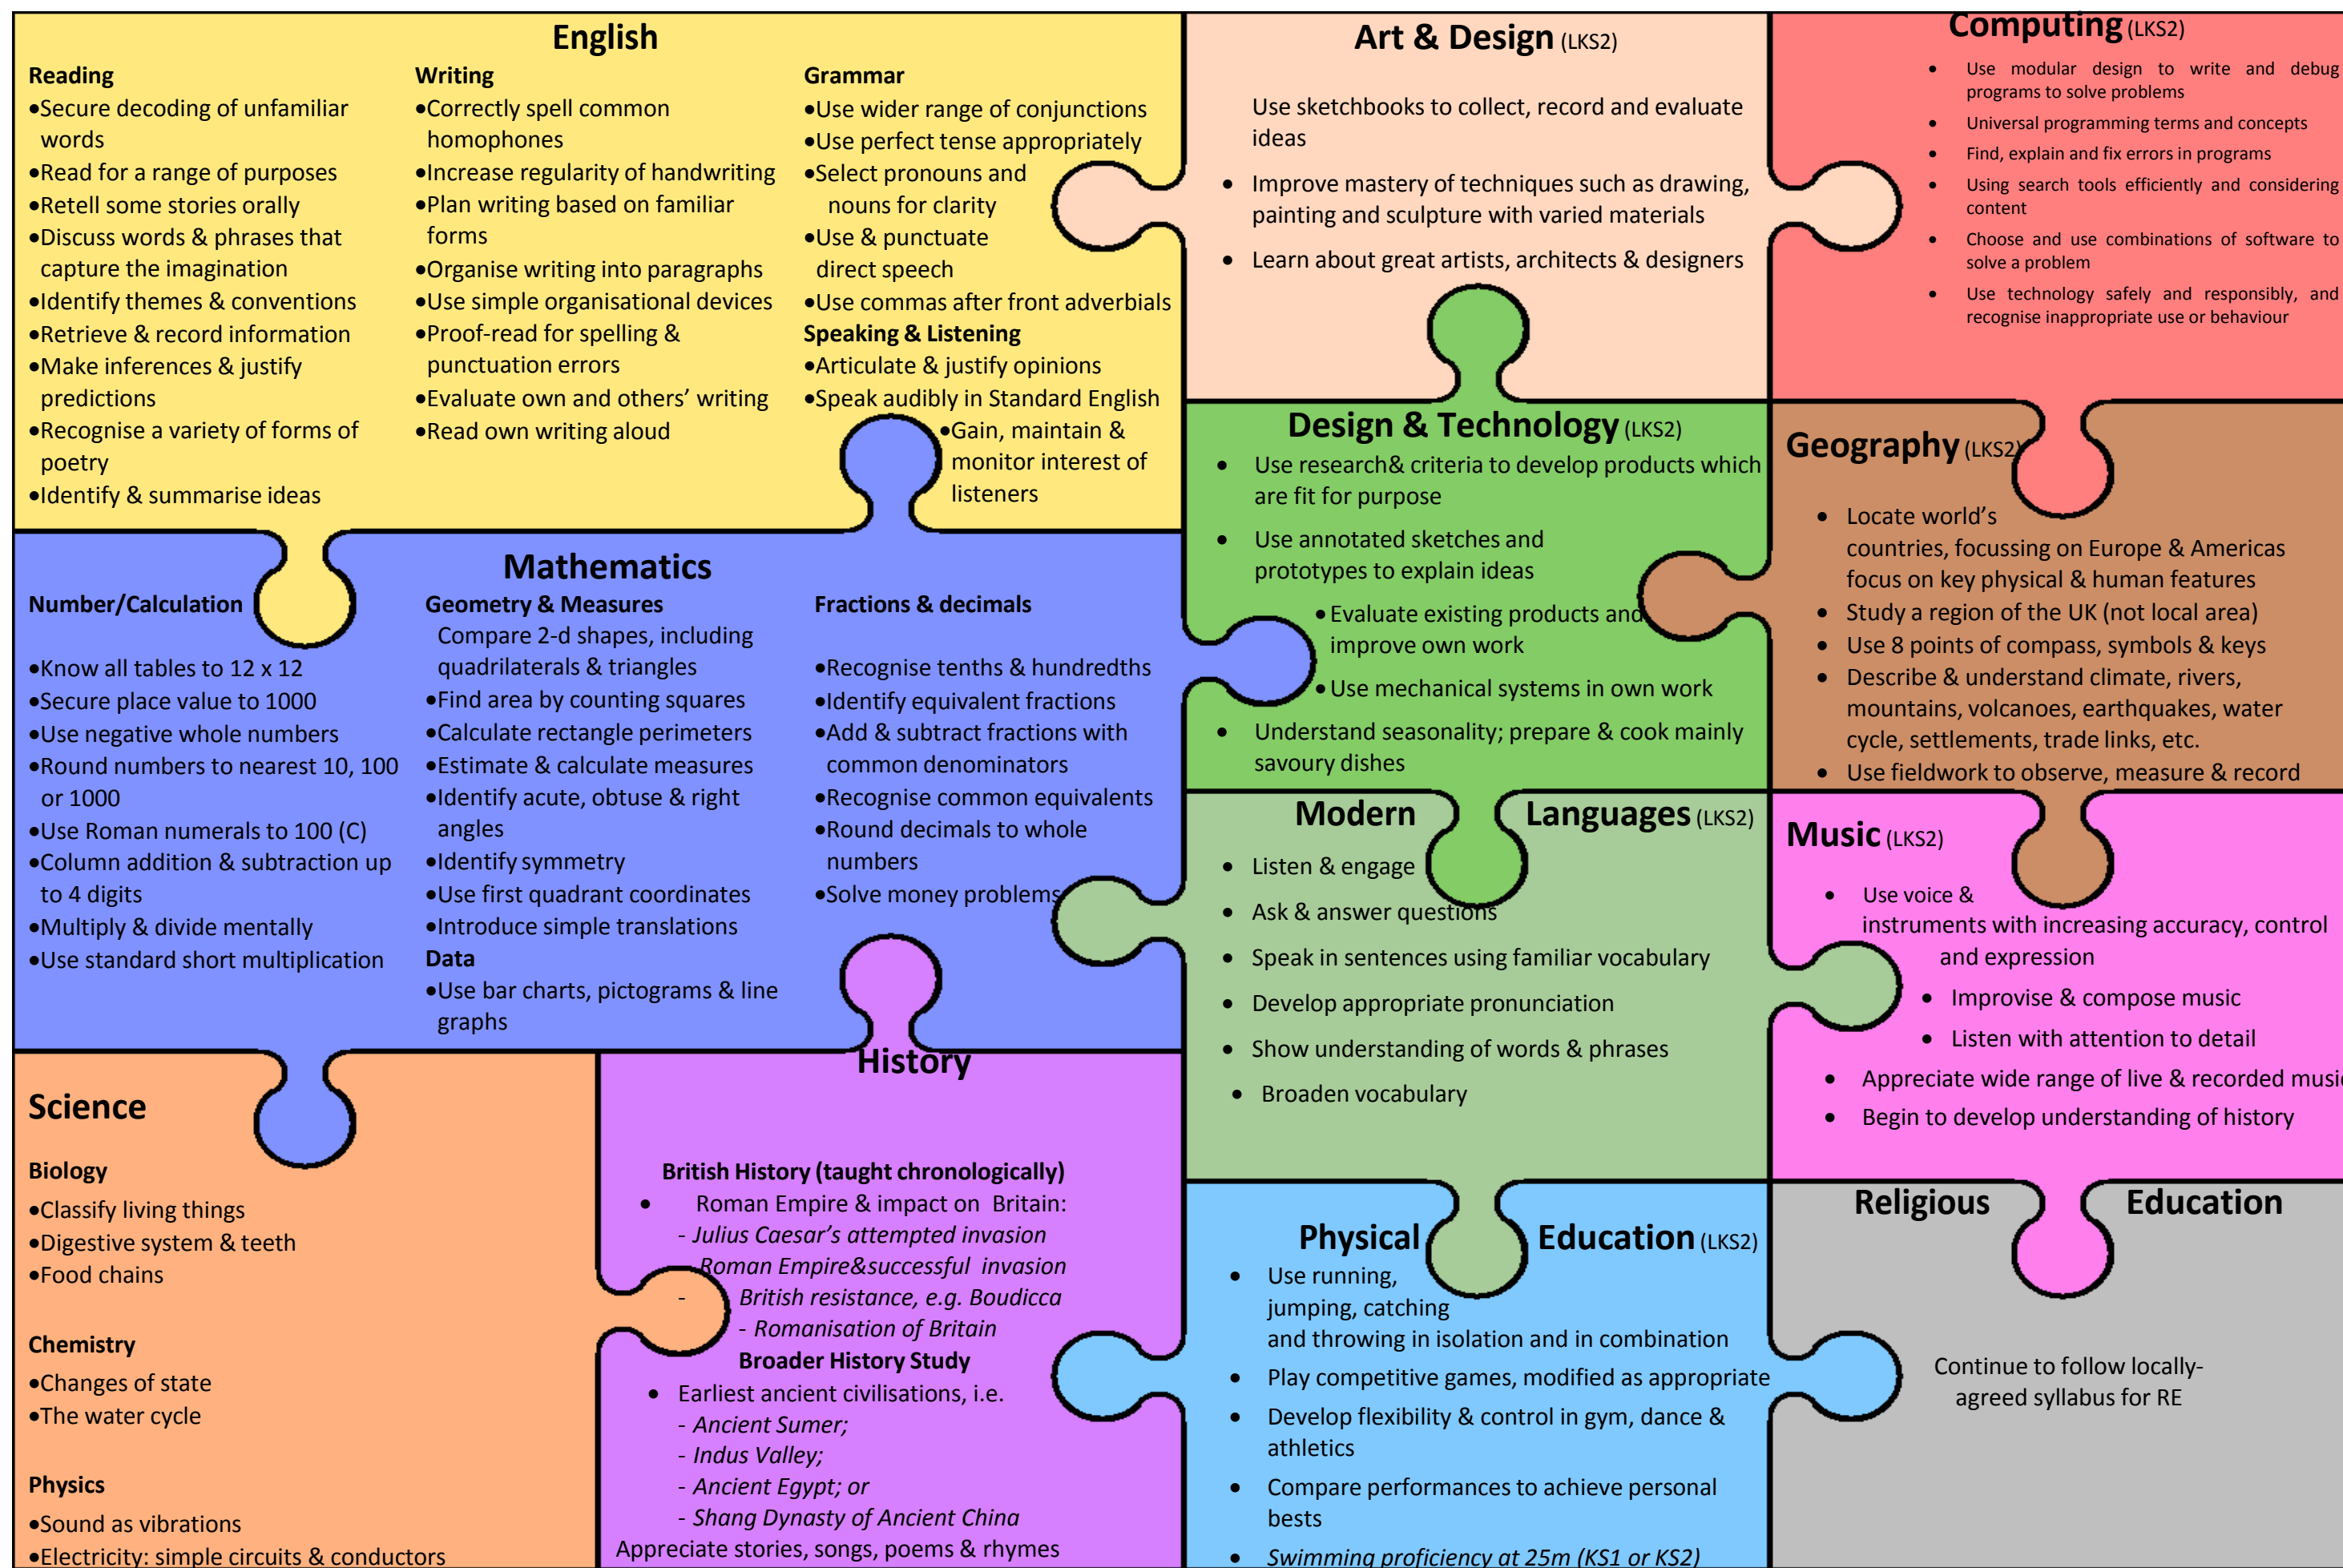 English
Reading
•Secure decoding of unfamiliar
words
•Read for a range of purposes
•Retell some stories orally
•Discuss words & phrases that
capture the imagination
•Identify themes & conventions
•Retrieve & record information
•Make inferences & justify
predictions
•Recognise a variety of forms of
poetry
•Identify & summarise ideas
Writing
•Correctly spell common
homophones
•Increase regularity of handwriting
•Plan writing based on familiar
forms
•Organise writing into paragraphs
•Use simple organisational devices
•Proof-read for spelling &
punctuation errors
•Evaluate own and others’ writing
•Read own writing aloud
Grammar
•Use wider range of conjunctions
•Use perfect tense appropriately
•Select pronouns and
nouns for clarity
•Use & punctuate
direct speech
•Use commas after front adverbials
Speaking & Listening
•Articulate & justify opinions
•Speak audibly in Standard English
•Gain, maintain &
monitor interest of
listeners
Art & Design (LKS2)
Use sketchbooks to collect, record and evaluate
ideas
• Improve mastery of techniques such as drawing,
painting and sculpture with varied materials
• Learn about great artists, architects & designers
Computing (LKS2)
• Use modular design to write and debug
programs to solve problems
• Universal programming terms and concepts
• Find, explain and fix errors in programs
• Using search tools efficiently and considering
content
• Choose and use combinations of software to
solve a problem
• Use technology safely and responsibly, and
recognise inappropriate use or behaviour
Mathematics
Number/Calculation
•Know all tables to 12 x 12
•Secure place value to 1000
•Use negative whole numbers
•Round numbers to nearest 10, 100
or 1000
•Use Roman numerals to 100 (C)
•Column addition & subtraction up
to 4 digits
•Multiply & divide mentally
•Use standard short multiplication
Geometry & Measures
Compare 2-d shapes, including
quadrilaterals & triangles
•Find area by counting squares
•Calculate rectangle perimeters
•Estimate & calculate measures
•Identify acute, obtuse & right
angles
•Identify symmetry
•Use first quadrant coordinates
•Introduce simple translations
Data
•Use bar charts, pictograms & line
graphs
Fractions & decimals
•Recognise tenths & hundredths
•Identify equivalent fractions
•Add & subtract fractions with
common denominators
•Recognise common equivalents
•Round decimals to whole
numbers
•Solve money problems
Design & Technology (LKS2)
• Use research& criteria to develop products which
are fit for purpose
• Use annotated sketches and
prototypes to explain ideas
• Evaluate existing products and
improve own work
• Use mechanical systems in own work
• Understand seasonality; prepare & cook mainly
savoury dishes
Geography (LKS2)
• Locate world’s
countries, focussing on Europe & Americas
focus on key physical & human features
• Study a region of the UK (not local area)
• Use 8 points of compass, symbols & keys
• Describe & understand climate, rivers,
mountains, volcanoes, earthquakes, water
cycle, settlements, trade links, etc.
• Use fieldwork to observe, measure & record
Modern Languages (LKS2)
• Listen & engage
• Ask & answer questions
• Speak in sentences using familiar vocabulary
• Develop appropriate pronunciation
• Show understanding of words & phrases
• Broaden vocabulary
Music (LKS2)
• Use voice &
instruments with increasing accuracy, control
and expression
• Improvise & compose music
• Listen with attention to detail
• Appreciate wide range of live & recorded music
• Begin to develop understanding of history
Science
Biology
•Classify living things
•Digestive system & teeth
•Food chains
Chemistry
•Changes of state
•The water cycle
Physics
•Sound as vibrations
•Electricity: simple circuits & conductors
History
British History (taught chronologically)
• Roman Empire & impact on Britain:
- Julius Caesar’s attempted invasion
Roman Empire&successful invasion
- British resistance, e.g. Boudicca
- Romanisation of Britain
Broader History Study
• Earliest ancient civilisations, i.e.
- Ancient Sumer;
- Indus Valley;
- Ancient Egypt; or
- Shang Dynasty of Ancient China
Appreciate stories, songs, poems & rhymes
Physical Education (LKS2)
• Use running,
jumping, catching
and throwing in isolation and in combination
• Play competitive games, modified as appropriate
• Develop flexibility & control in gym, dance &
athletics
• Compare performances to achieve personal
bests
• Swimming proficiency at 25m (KS1 or KS2)
Religious Education
Continue to follow locally-
agreed syllabus for RE